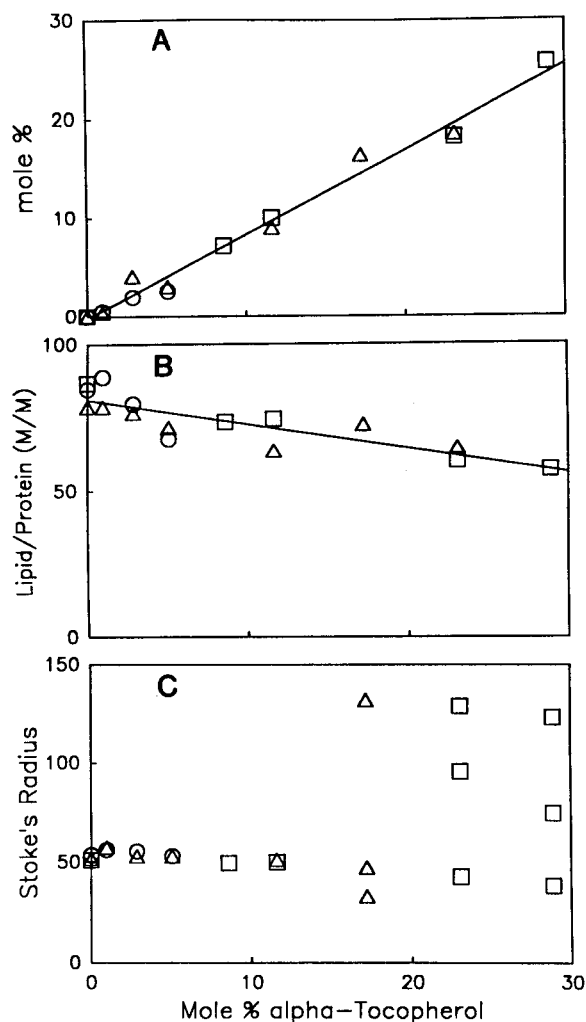 A
30
20
10
0
mole %
B
100
50
0
Lipid/Protein (M/M)
C
150
100
50
0
Stoke's Radius
0 10 20 30
Mole % alpha-Tocopherol